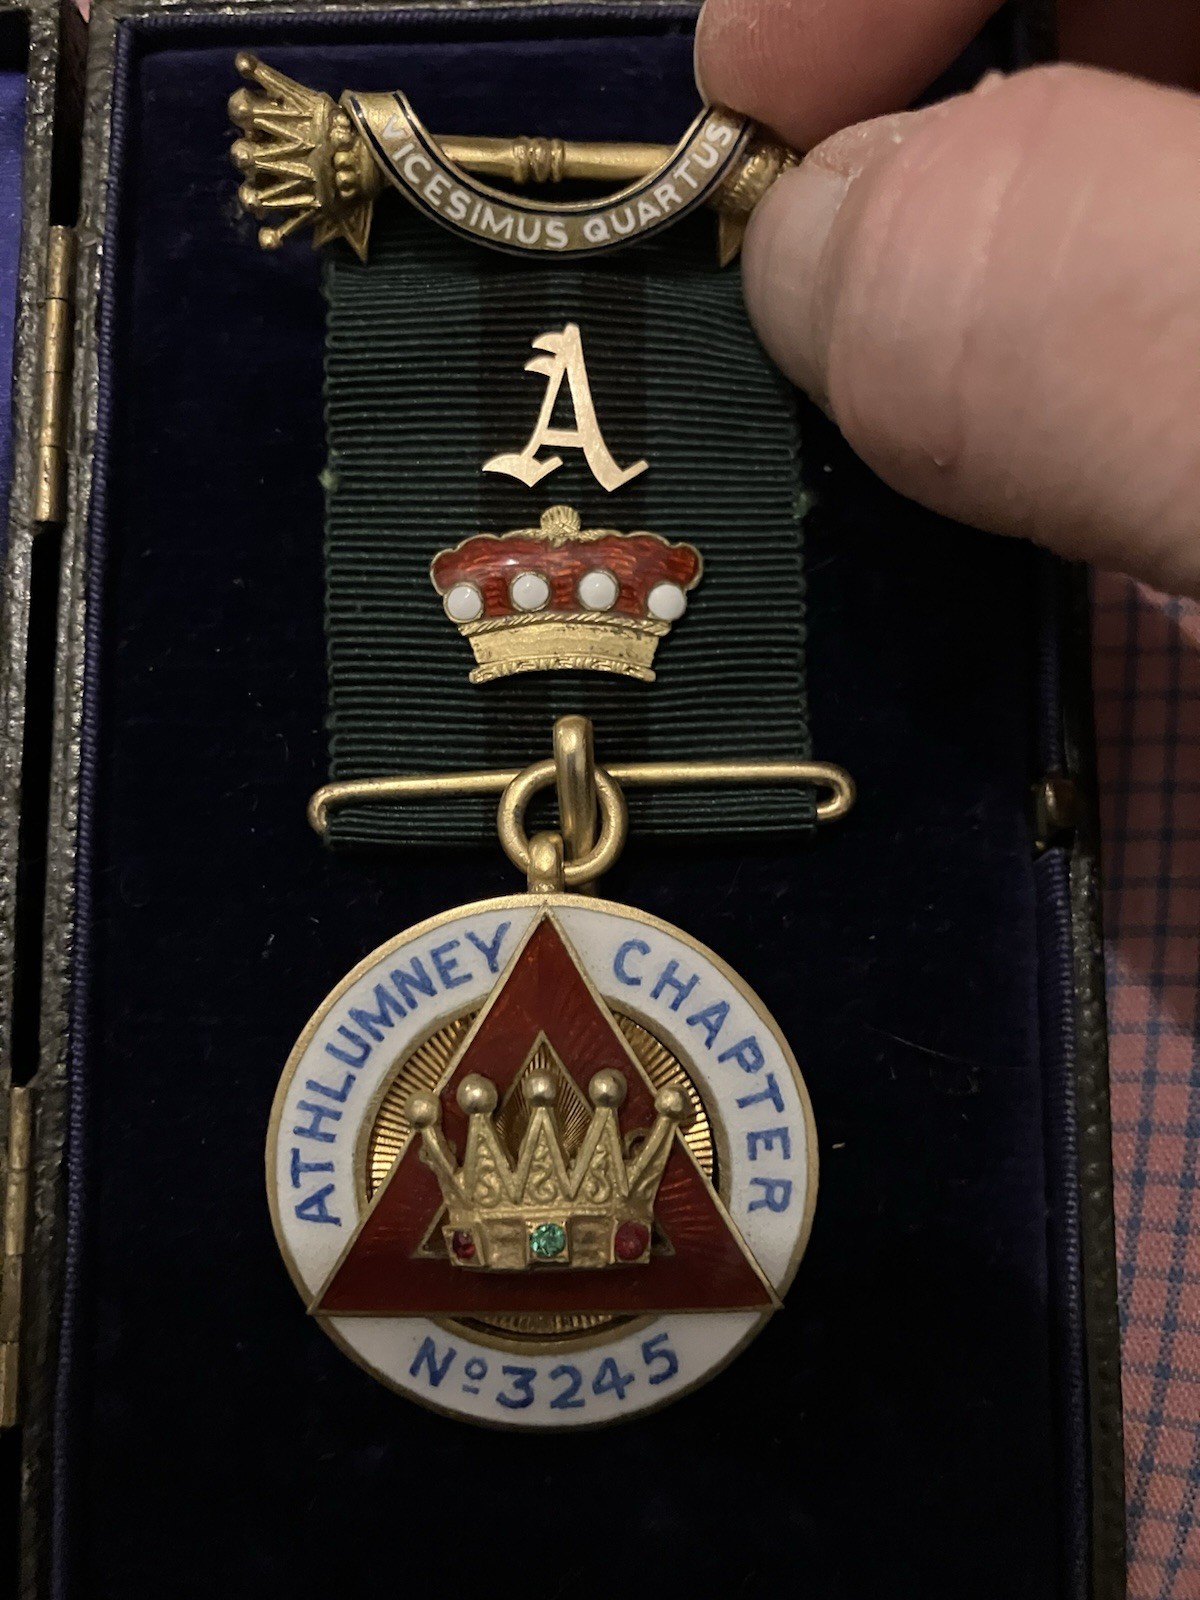 VICESIMUS QUARTUS
A
ATHLUMNEY CHAPTER
Nº 3245